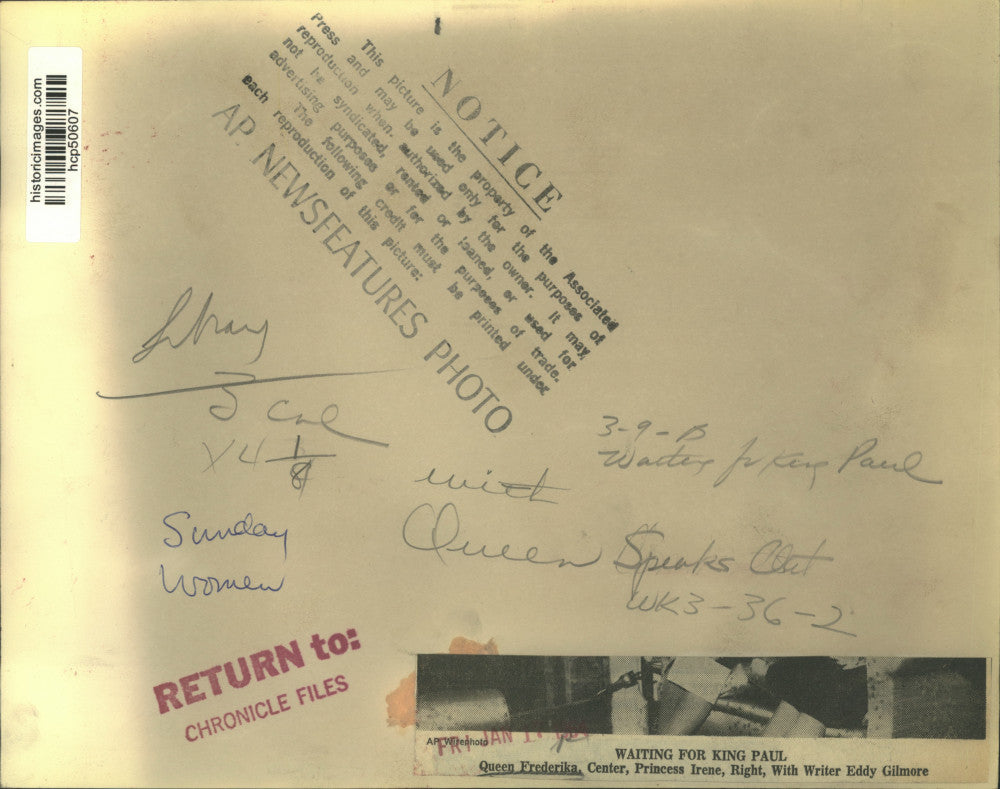 historicimages.com
hcp50607
NOTICE
This picture is the property of the Associated
Press and may be used only for the purposes of
reproduction when authorized by the owner. It may
not be syndicated, rented or loaned, or used for
advertising purposes or for the purposes of trade.
The following credit must be printed under
each reproduction of this picture:
AP NEWSFEATURES PHOTO
Library
3 Col
X 4 1/8
3-9-B
Waiting for King Paul
with
Queen Speaks Out
WK3-36-2
Sunday
Women
RETURN to:
CHRONICLE FILES
AP Wirephoto
FRI JAN
WAITING FOR KING PAUL
Queen Frederika, Center, Princess Irene, Right, With Writer Eddy Gilmore